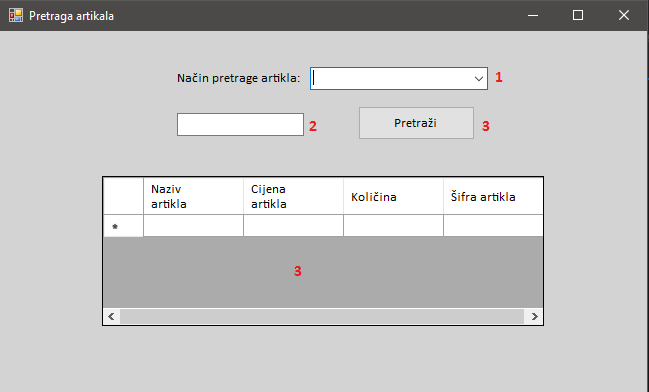 Pretraga artikala
Način pretrage artikla: 1
2 Pretraži 3
Naziv artikla Cijena artikla Količina Šifra artikla
*
3